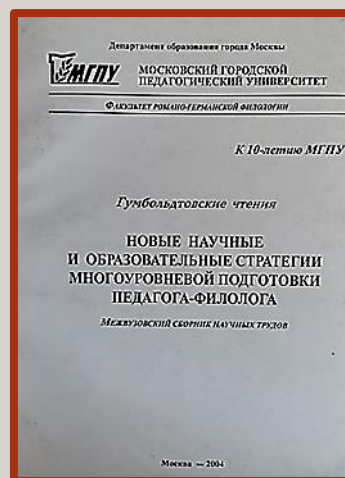 Департамент образования города Москвы
МГПУ
МОСКОВСКИЙ ГОРОДСКОЙ
ПЕДАГОГИЧЕСКИЙ УНИВЕРСИТЕТ
ФАКУЛЬТЕТ РОМАНО-ГЕРМАНСКОЙ ФИЛОЛОГИИ
К 10-летию МГПУ
Гумбольдтовские чтения
НОВЫЕ НАУЧНЫЕ
И ОБРАЗОВАТЕЛЬНЫЕ СТРАТЕГИИ
МНОГОУРОВНЕВОЙ ПОДГОТОВКИ
ПЕДАГОГА-ФИЛОЛОГА
МЕЖВУЗОВСКИЙ СБОРНИК НАУЧНЫХ ТРУДОВ
Москва — 2004